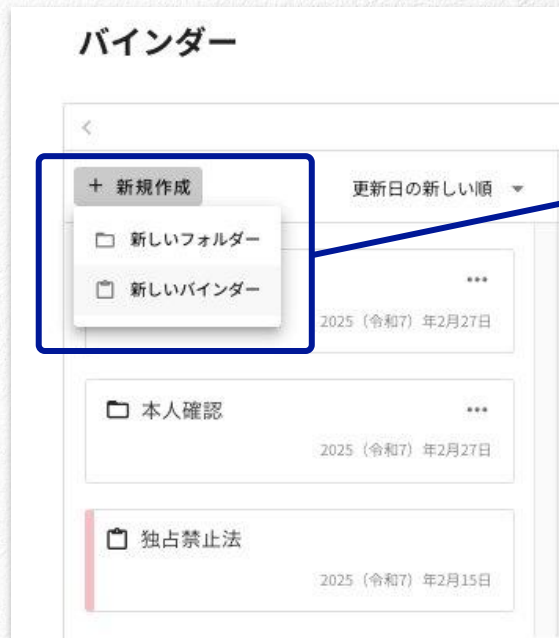 バインダー
+ 新規作成
更新日の新しい順
新しいフォルダー
新しいバインダー
2025（令和7）年2月27日
本人確認
2025（令和7）年2月27日
独占禁止法
2025（令和7）年2月15日